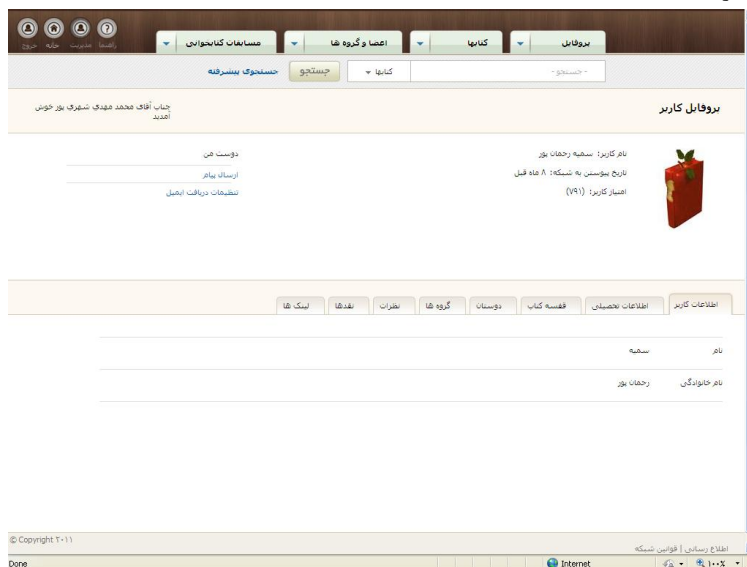 راهنما مدیریت خانه خروج
پروفایل کتابها اعضا و گروه ها مسابقات کتابخوانی
- جستجو - کتابها جستجو جستجوی پیشرفته
پروفایل کاربر
جناب آقای محمد مهدی شهری پور خوش
آمدید
نام کاربر: سمیه رحمان پور
تاریخ پیوستن به شبکه: ۸ ماه قبل
امتیاز کاربر: (۷۹۱)
دوست من
ارسال پیام
تنظیمات دریافت ایمیل
اطلاعات کاربر اطلاعات تحصیلی قفسه کتاب دوستان گروه ها نظرات نقدها لینک ها
نام سمیه
نام خانوادگی رحمان پور
© Copyright ۲۰۱۱
اطلاع رسانی | قوانین شبکه
Done Internet ۱۰۰%